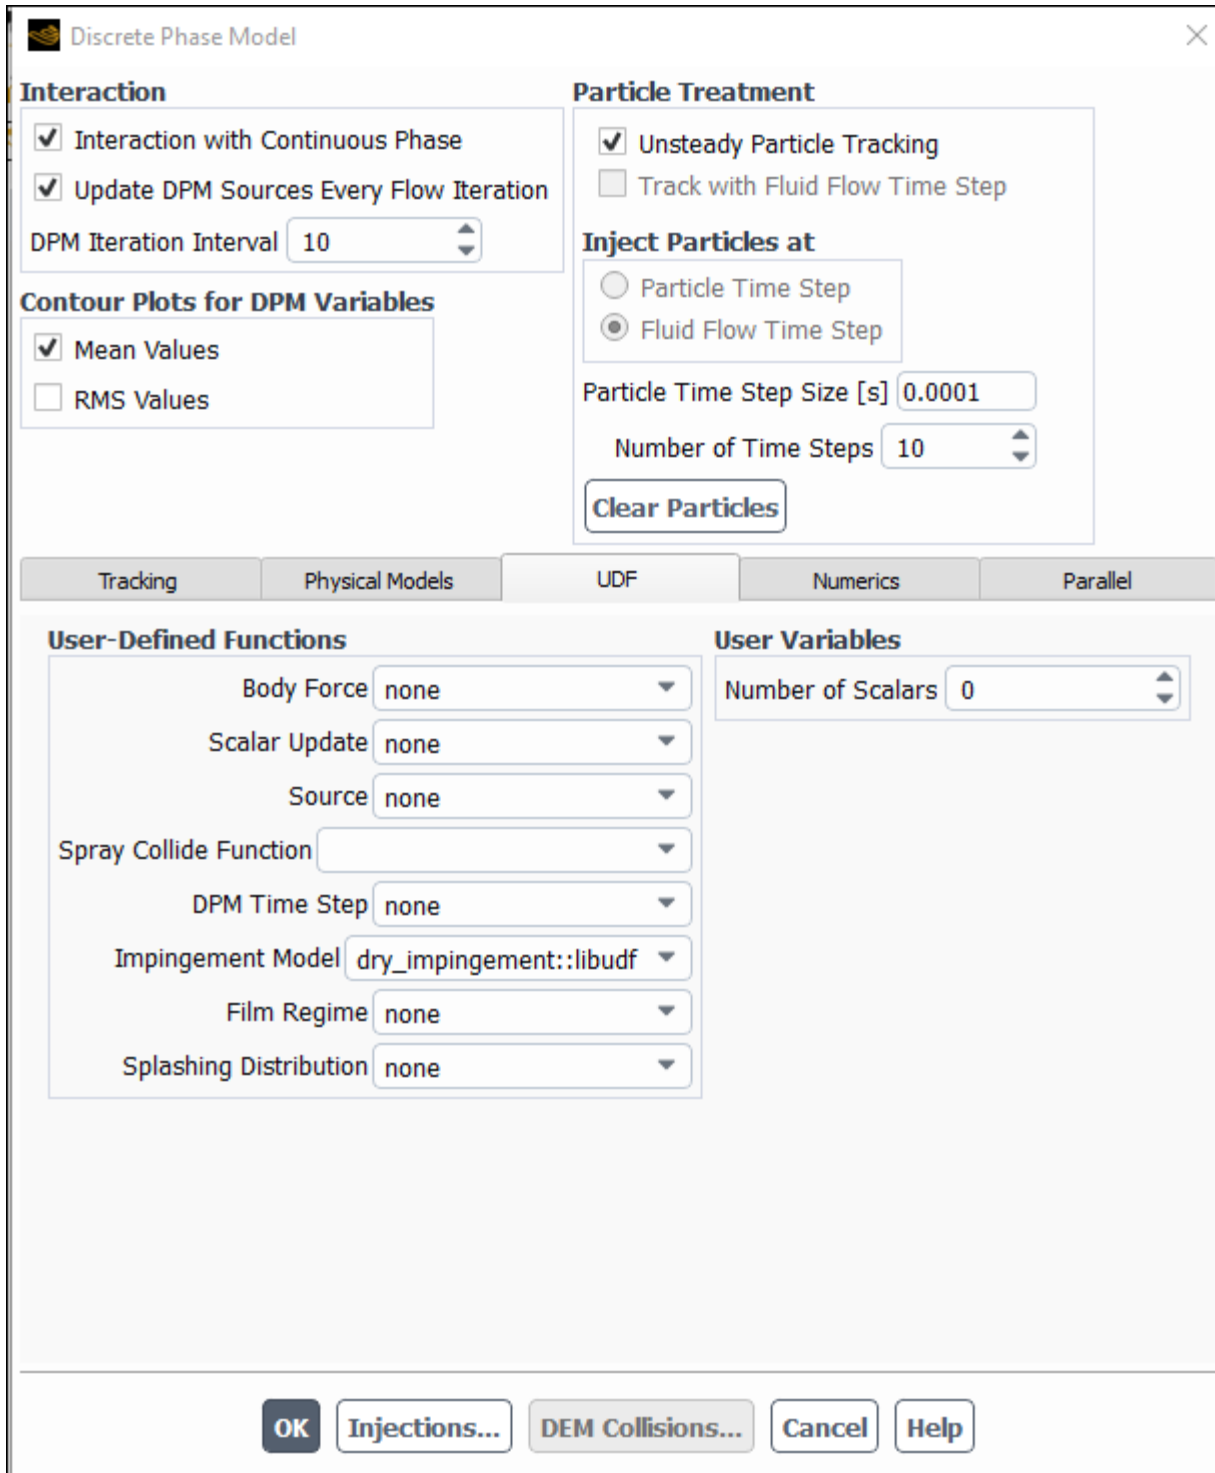 Discrete Phase Model
Interaction
Interaction with Continuous Phase
Update DPM Sources Every Flow Iteration
DPM Iteration Interval 10
Contour Plots for DPM Variables
Mean Values
RMS Values
Particle Treatment
Unsteady Particle Tracking
Track with Fluid Flow Time Step
Inject Particles at
Particle Time Step
Fluid Flow Time Step
Particle Time Step Size [s] 0.0001
Number of Time Steps 10
Clear Particles
Tracking Physical Models UDF Numerics Parallel
User-Defined Functions
Body Force none
Scalar Update none
Source none
Spray Collide Function
DPM Time Step none
Impingement Model dry_impingement::libudf
Film Regime none
Splashing Distribution none
User Variables
Number of Scalars 0
OK Injections... DEM Collisions... Cancel Help